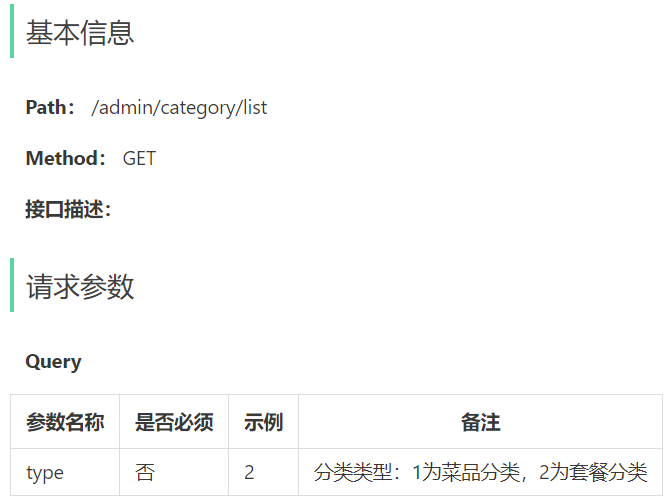 基本信息
Path： /admin/category/list
Method： GET
接口描述：
请求参数
Query
参数名称 是否必须 示例 备注
type 否 2 分类类型：1为菜品分类，2为套餐分类